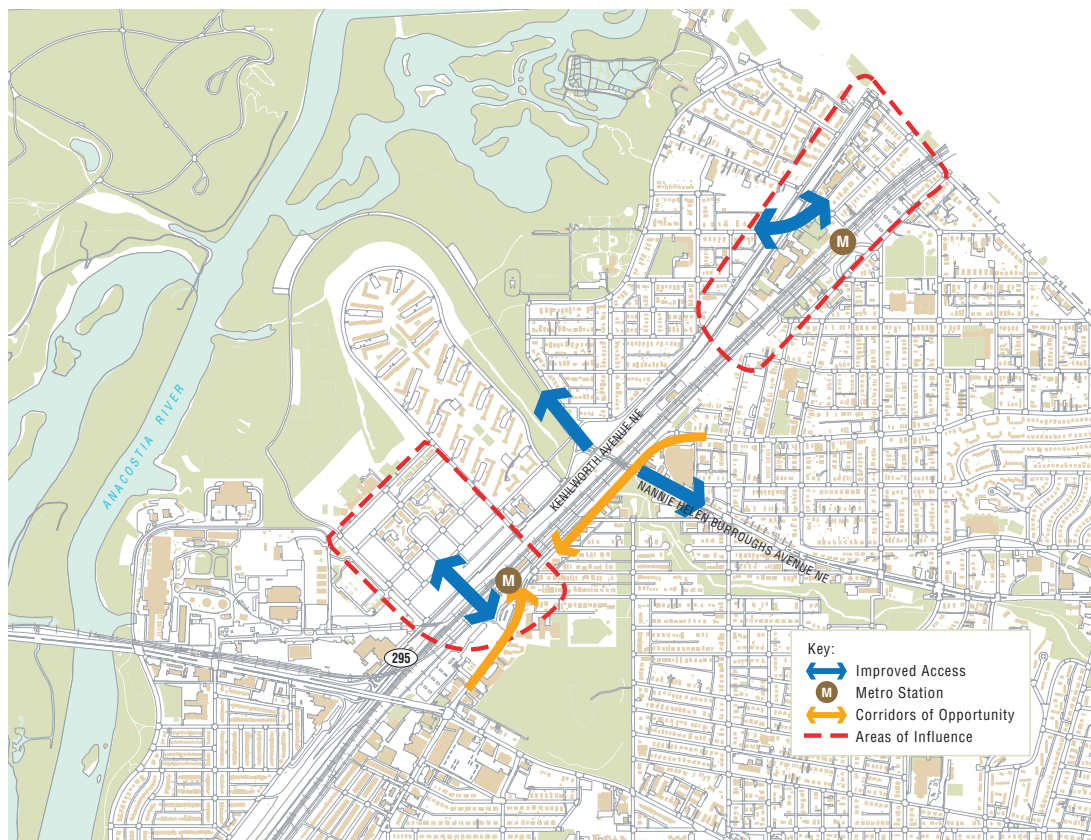 M
KENILWORTH AVENUE NE
ANACOSTIA RIVER
NANNIE HELEN BURROUGHS AVENUE NE
M
295
Key:
Improved Access
M Metro Station
Corridors of Opportunity
Areas of Influence